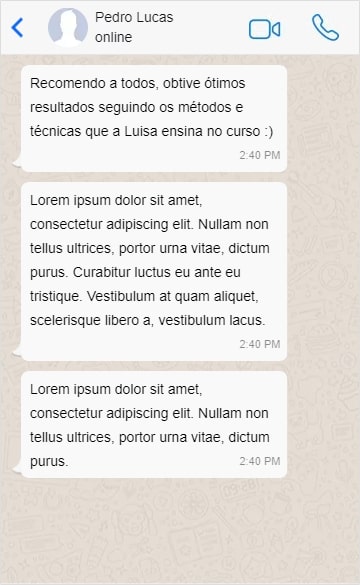 Pedro Lucas
online
Recomendo a todos, obtive ótimos
resultados seguindo os métodos e
técnicas que a Luisa ensina no curso :)
2:40 PM
Lorem ipsum dolor sit amet,
consectetur adipiscing elit. Nullam non
tellus ultrices, portor urna vitae, dictum
purus. Curabitur luctus eu ante eu
tristique. Vestibulum at quam aliquet,
scelerisque libero a, vestibulum lacus.
2:40 PM
Lorem ipsum dolor sit amet,
consectetur adipiscing elit. Nullam non
tellus ultrices, portor urna vitae, dictum
purus.
2:40 PM